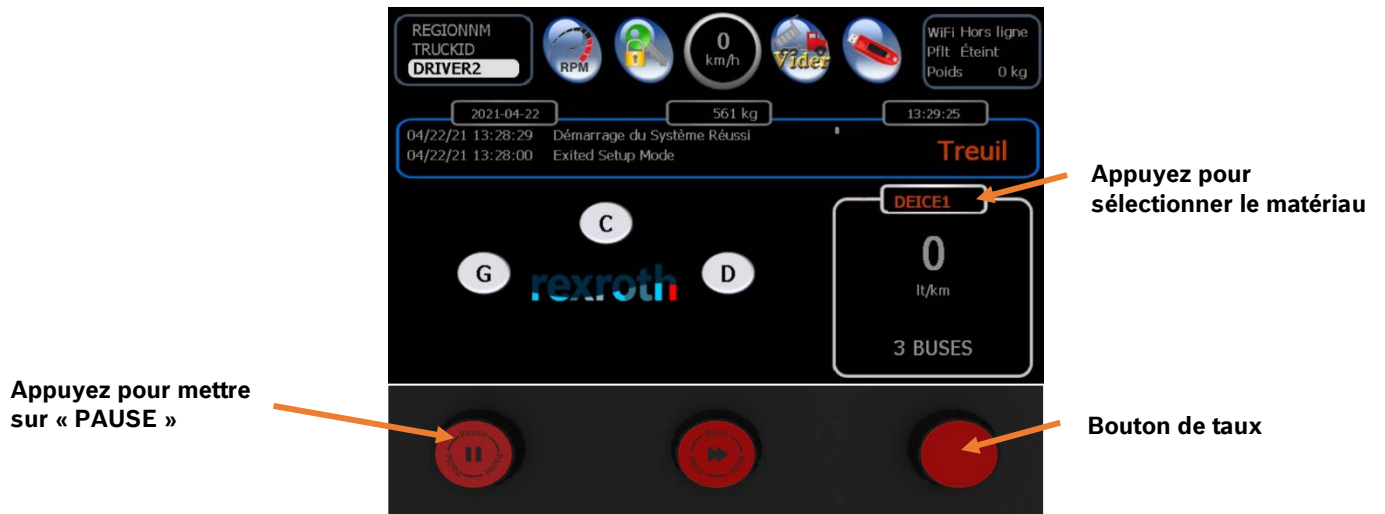 REGIONNM
TRUCKID
DRIVER2
RPM
0
km/h
Vider
WiFi Hors ligne
Pflt Éteint
Poids 0 kg
2021-04-22
561 kg
13:29:25
04/22/21 13:28:29 Démarrage du Système Réussi
04/22/21 13:28:00 Exited Setup Mode
Treuil
Appuyez pour
sélectionner le matériau
DEICE1
C
G
D
rexroth
0
lt/km
3 BUSES
Appuyez pour mettre
sur « PAUSE »
Pause
Pause
Pause
Bouton de taux